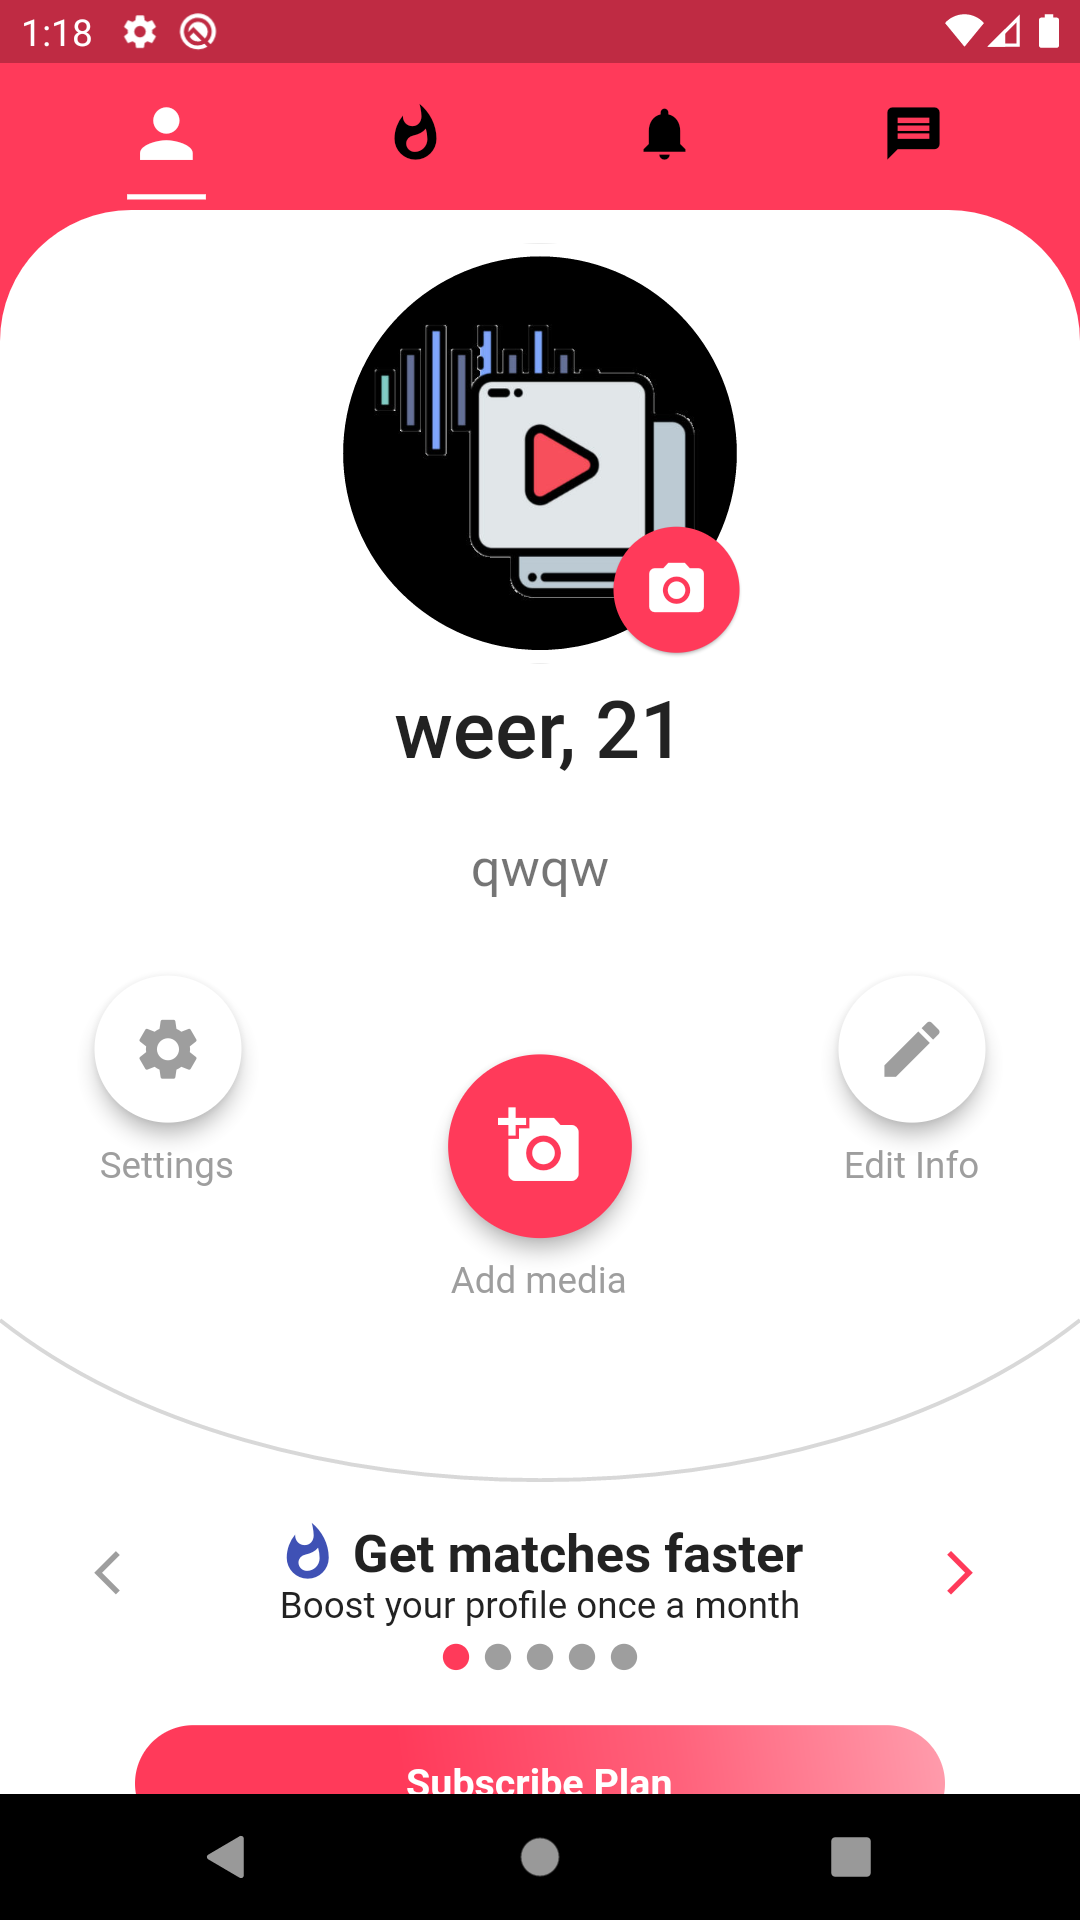 1:18
weer, 21
qwqw
Settings
Edit Info
Add media
Get matches faster
Boost your profile once a month
Subscribe Plan